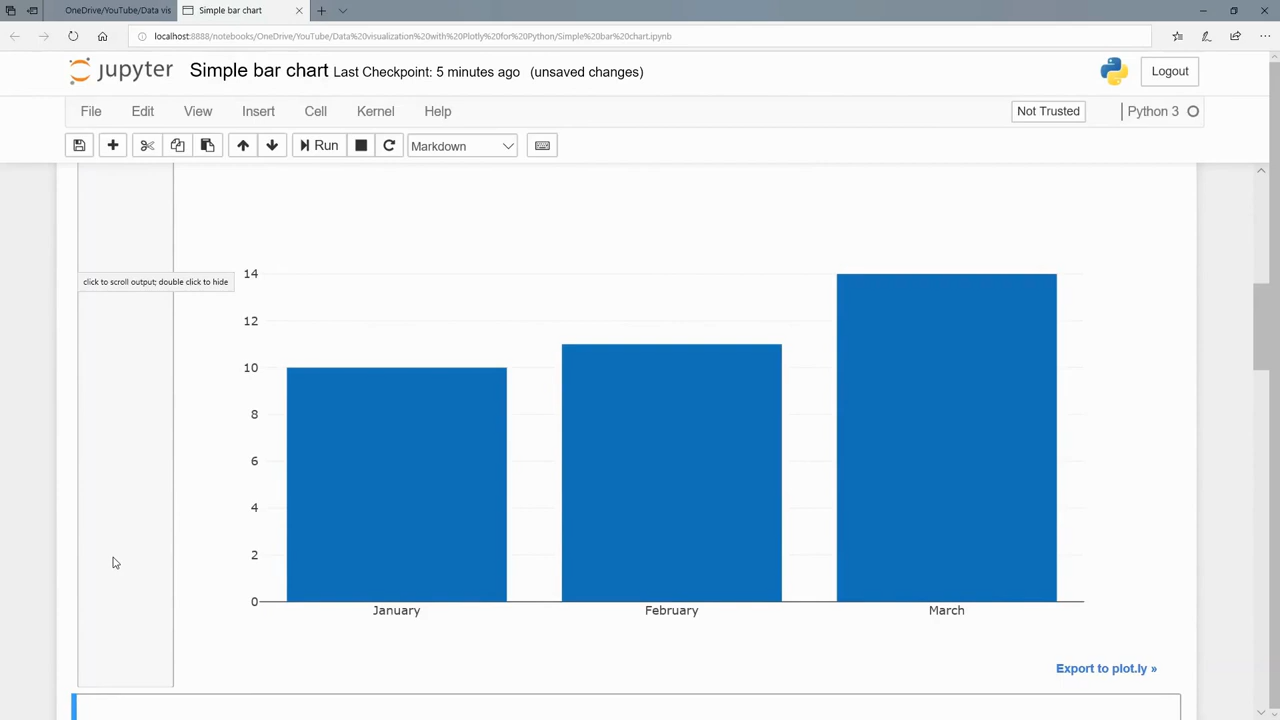 OneDrive/YouTube/Data vis
Simple bar chart
localhost:8888/notebooks/OneDrive/YouTube/Data%20visualization%20with%20Plotly%20for%20Python/Simple%20bar%20chart.ipynb
jupyter Simple bar chart Last Checkpoint: 5 minutes ago (unsaved changes)
Logout
File Edit View Insert Cell Kernel Help
Not Trusted
Python 3
Run
Markdown
click to scroll output; double click to hide
14
12
10
8
6
4
2
0
January February March
Export to plot.ly »